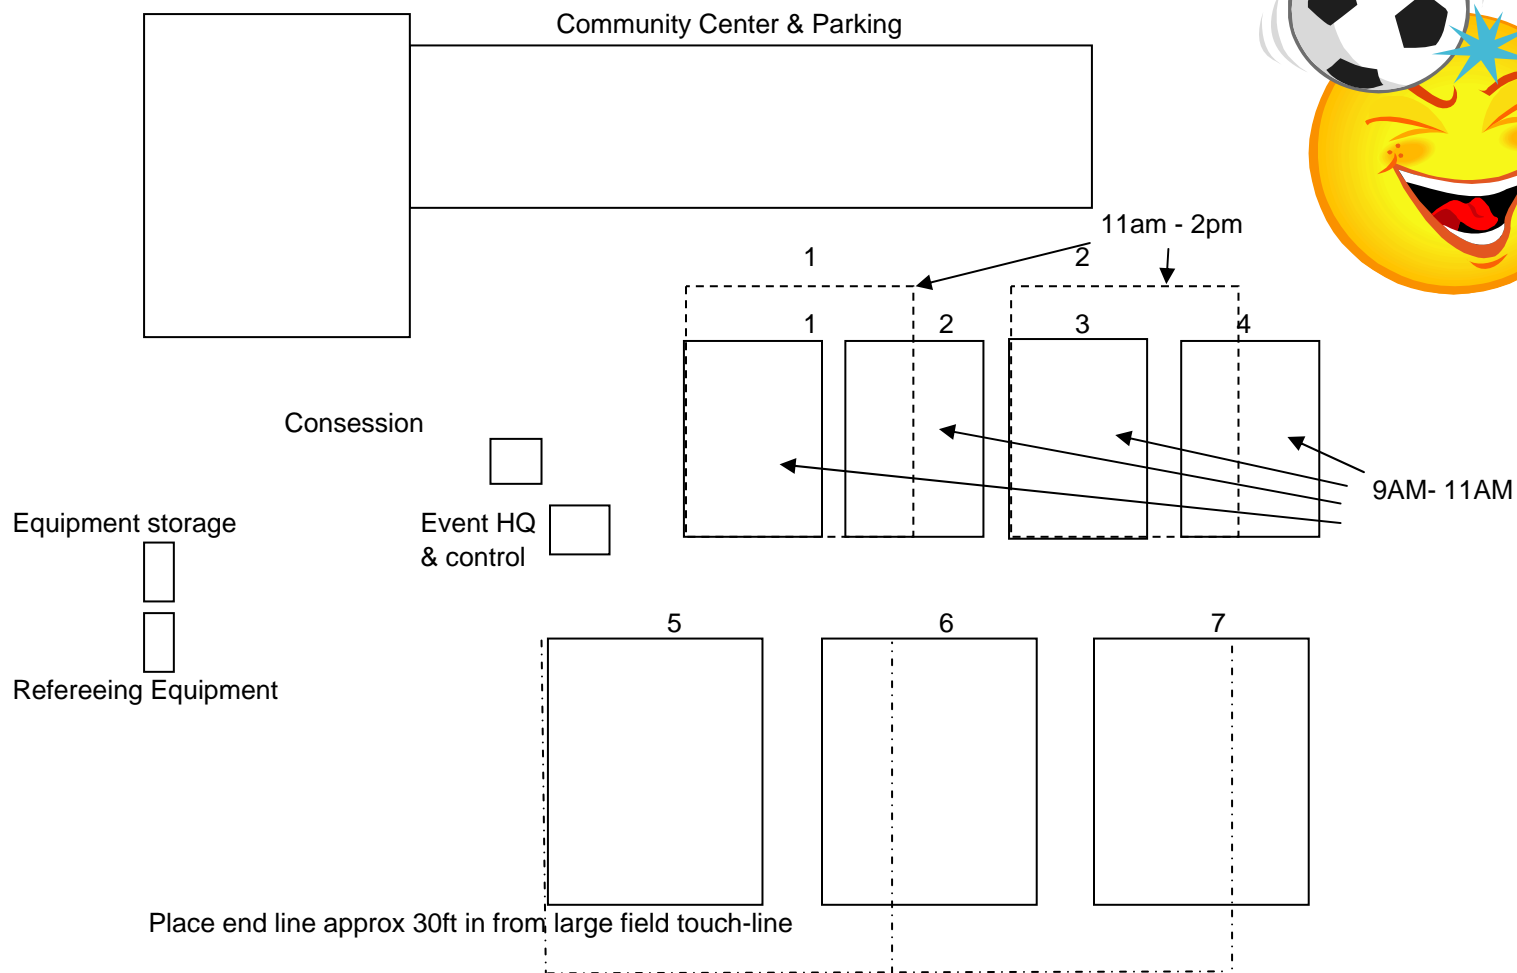 Community Center & Parking
11am - 2pm
1
2
1
2
3
4
Consession
9AM- 11AM
Equipment storage
Event HQ
& control
5
6
7
Refereeing Equipment
Place end line approx 30ft in from large field touch-line